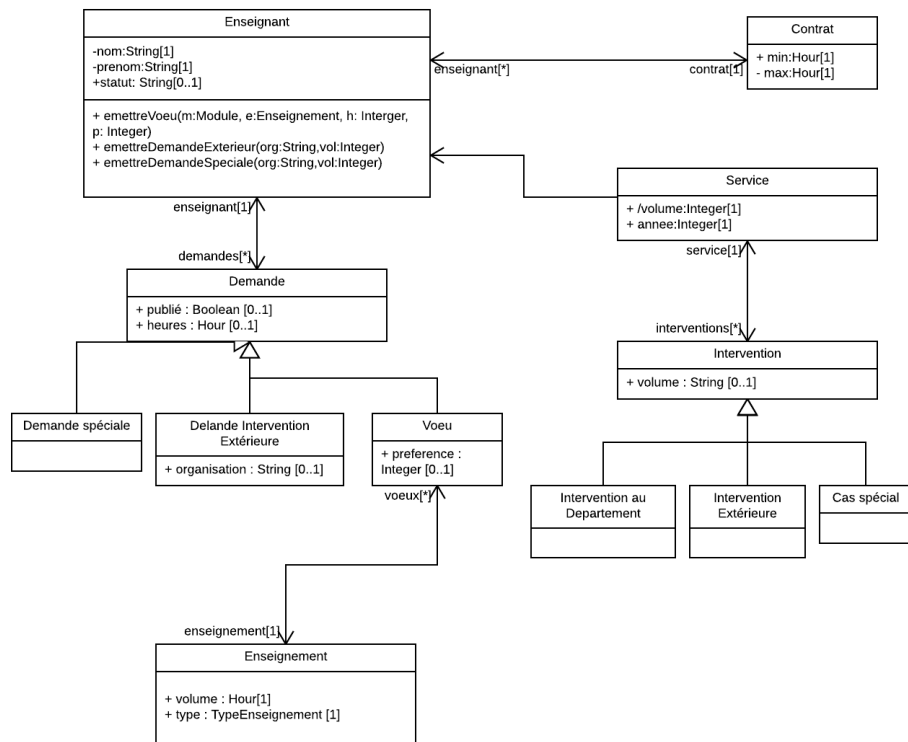 Enseignant
-nom:String[1]
-prenom:String[1]
+statut: String[0..1]
+ emettreVoeu(m:Module, e:Enseignement, h: Interger,
p: Integer)
+ emettreDemandeExterieur(org:String,vol:Integer)
+ emettreDemandeSpeciale(org:String,vol:Integer)
enseignant[*]
contrat[1]
Contrat
+ min:Hour[1]
- max:Hour[1]
Service
+ /volume:Integer[1]
+ annee:Integer[1]
enseignant[1]
demandes[*]
service[1]
interventions[*]
Demande
+ publié : Boolean [0..1]
+ heures : Hour [0..1]
Intervention
+ volume : String [0..1]
Demande spéciale
Delande Intervention
Extérieure
+ organisation : String [0..1]
Voeu
+ preference :
Integer [0..1]
voeux[*]
Intervention au
Departement
Intervention
Extérieure
Cas spécial
enseignement[1]
Enseignement
+ volume : Hour[1]
+ type : TypeEnseignement [1]